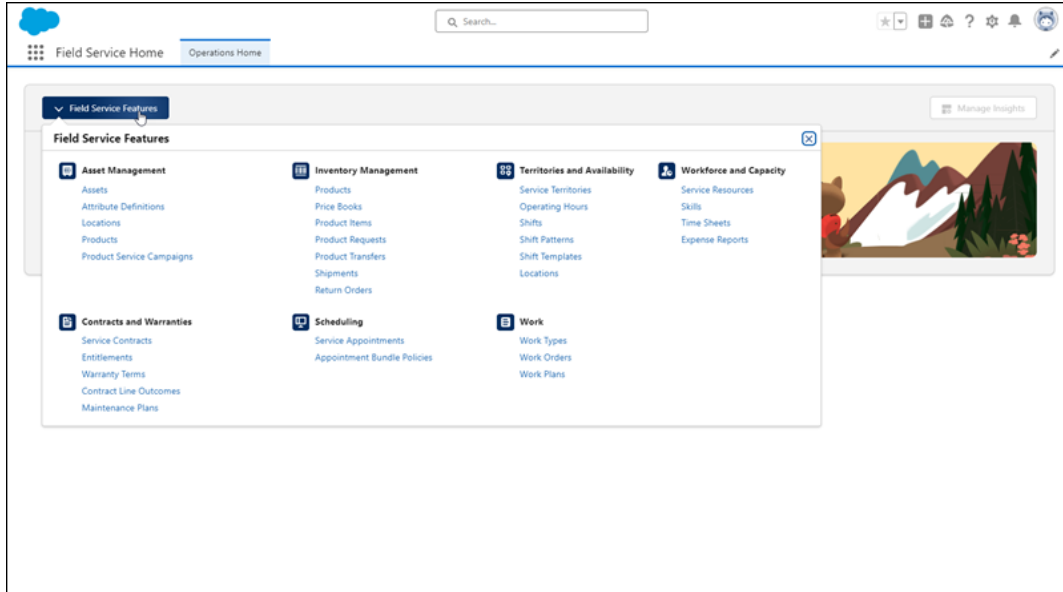 Search...
Field Service Home
Operations Home
Field Service Features
Manage Insights
Field Service Features
Asset Management
Assets
Attribute Definitions
Locations
Products
Product Service Campaigns
Inventory Management
Products
Price Books
Product Items
Product Requests
Product Transfers
Shipments
Return Orders
Territories and Availability
Service Territories
Operating Hours
Shifts
Shift Patterns
Shift Templates
Locations
Workforce and Capacity
Service Resources
Skills
Time Sheets
Expense Reports
Contracts and Warranties
Service Contracts
Entitlements
Warranty Terms
Contract Line Outcomes
Maintenance Plans
Scheduling
Service Appointments
Appointment Bundle Policies
Work
Work Types
Work Orders
Work Plans